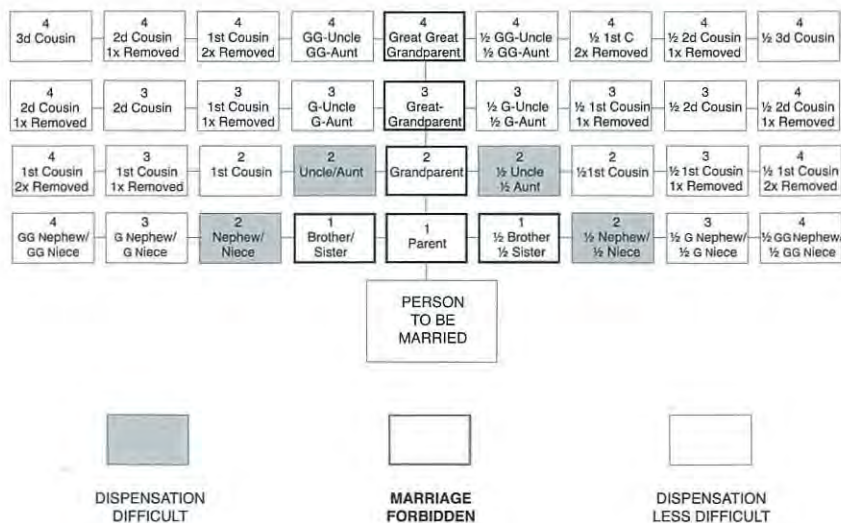 4
3d Cousin
4
2d Cousin
1x Removed
4
1st Cousin
2x Removed
4
GG-Uncle
GG-Aunt
4
Great Great
Grandparent
4
½ GG-Uncle
½ GG-Aunt
4
½ 1st C
2x Removed
4
½ 2d Cousin
1x Removed
4
½ 3d Cousin
4
2d Cousin
1x Removed
3
2d Cousin
3
1st Cousin
1x Removed
3
G-Uncle
G-Aunt
3
Great-
Grandparent
3
½ G-Uncle
½ G-Aunt
3
½ 1st Cousin
1x Removed
3
½ 2d Cousin
4
½ 2d Cousin
1x Removed
4
1st Cousin
2x Removed
3
1st Cousin
1x Removed
2
1st Cousin
2
Uncle/Aunt
2
Grandparent
2
½ Uncle
½ Aunt
2
½1st Cousin
3
½ 1st Cousin
1x Removed
4
½ 1st Cousin
2x Removed
4
GG Nephew/
GG Niece
3
G Nephew/
G Niece
2
Nephew/
Niece
1
Brother/
Sister
1
Parent
1
½ Brother
½ Sister
2
½ Nephew/
½ Niece
3
½ G Nephew/
½ G Niece
4
½ GG Nephew/
½ GG Niece
PERSON
TO BE
MARRIED
DISPENSATION
DIFFICULT
MARRIAGE
FORBIDDEN
DISPENSATION
LESS DIFFICULT